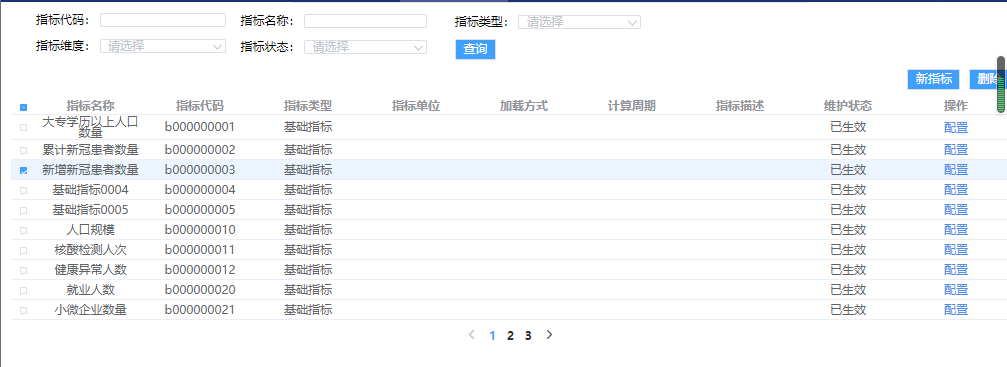 指标代码： 指标名称： 指标类型： 请选择
指标维度： 请选择 指标状态： 请选择 查询
新指标 删除
指标名称 指标代码 指标类型 指标单位 加载方式 计算周期 指标描述 维护状态 操作
大专学历以上人口
数量 b000000001 基础指标 已生效 配置
累计新冠患者数量 b000000002 基础指标 已生效 配置
新增新冠患者数量 b000000003 基础指标 已生效 配置
基础指标0004 b000000004 基础指标 已生效 配置
基础指标0005 b000000005 基础指标 已生效 配置
人口规模 b000000010 基础指标 已生效 配置
核酸检测人次 b000000011 基础指标 已生效 配置
健康异常人数 b000000012 基础指标 已生效 配置
就业人数 b000000020 基础指标 已生效 配置
小微企业数量 b000000021 基础指标 已生效 配置
1 2 3